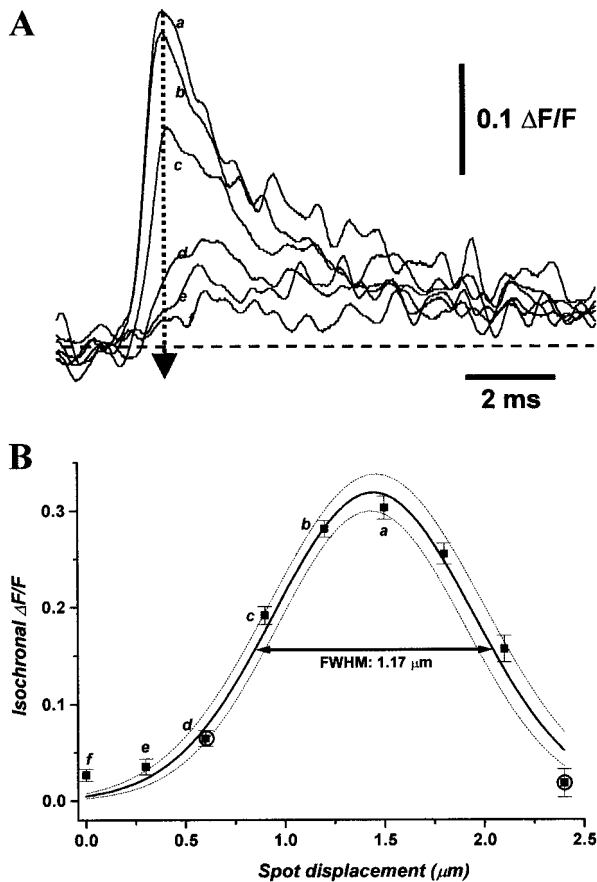 A
a
b
c
d
e
0.1 ΔF/F
2 ms
B
Isochronal ΔF/F
0.3
0.2
0.1
0.0
f
e
d
c
b
a
FWHM: 1.17 μm
0.0
0.5
1.0
1.5
2.0
2.5
Spot displacement (μm)